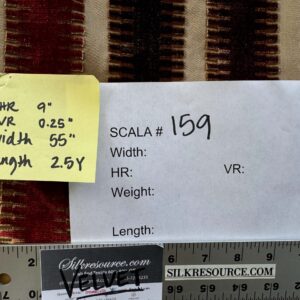 HR 9"
VR 0.25"
Width 55"
Length 2.5Y
SCALA # 159
Width:
HR: VR:
Weight:
Length:
Silkresource.com
VELVET
SILKRESOURCE.COM